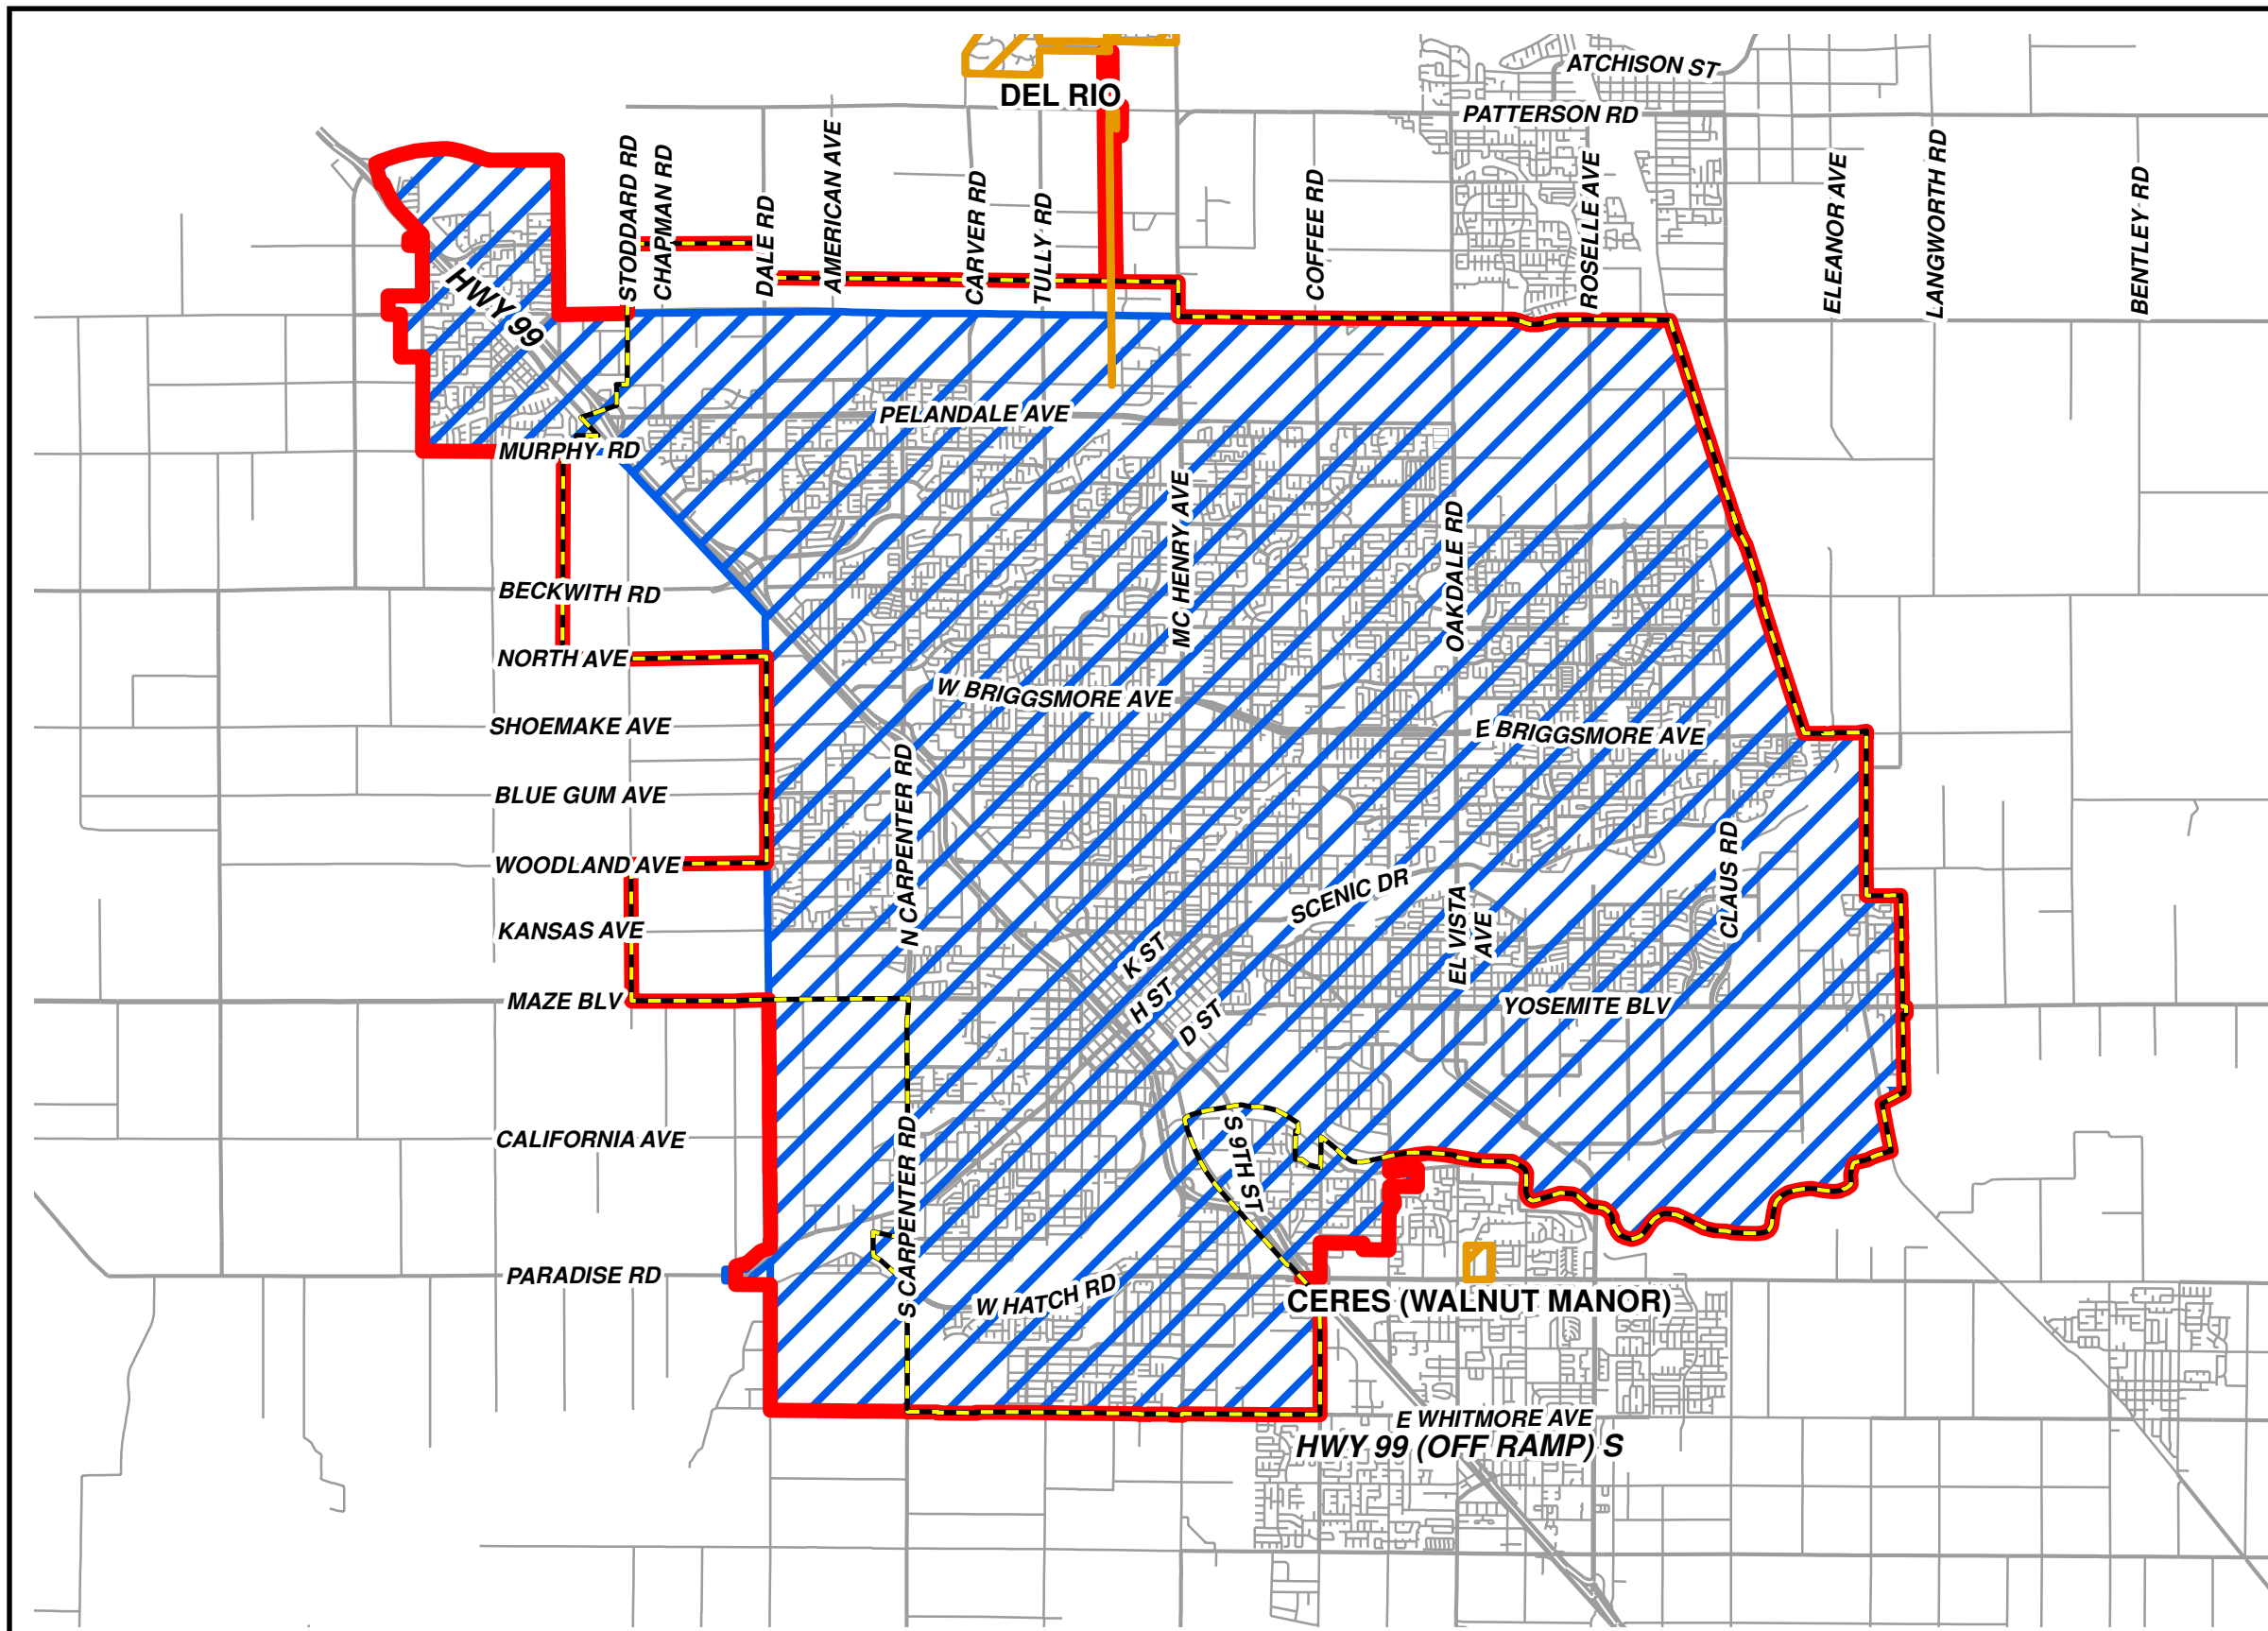 ATCHISON ST
DEL RIO
PATTERSON RD
STODDARD RD
CHAPMAN RD
DALE RD
AMERICAN AVE
CARVER RD
TULLY RD
COFFEE RD
ROSELLE AVE
ELEANOR AVE
LANGWORTH RD
BENTLEY RD
HWY 99
PELANDALE AVE
MURPHY RD
MC HENRY AVE
OAKDALE RD
BECKWITH RD
NORTH AVE
W BRIGGSMORE AVE
SHOEMAKE AVE
E BRIGGSMORE AVE
BLUE GUM AVE
N CARPENTER RD
CLAUS RD
WOODLAND AVE
SCENIC DR
EL VISTA
AVE
KANSAS AVE
K ST
H ST
D ST
MAZE BLV
YOSEMITE BLV
CALIFORNIA AVE
S CARPENTER RD
S 9TH ST
PARADISE RD
W HATCH RD
CERES (WALNUT MANOR)
E WHITMORE AVE
HWY 99 (OFF RAMP) S